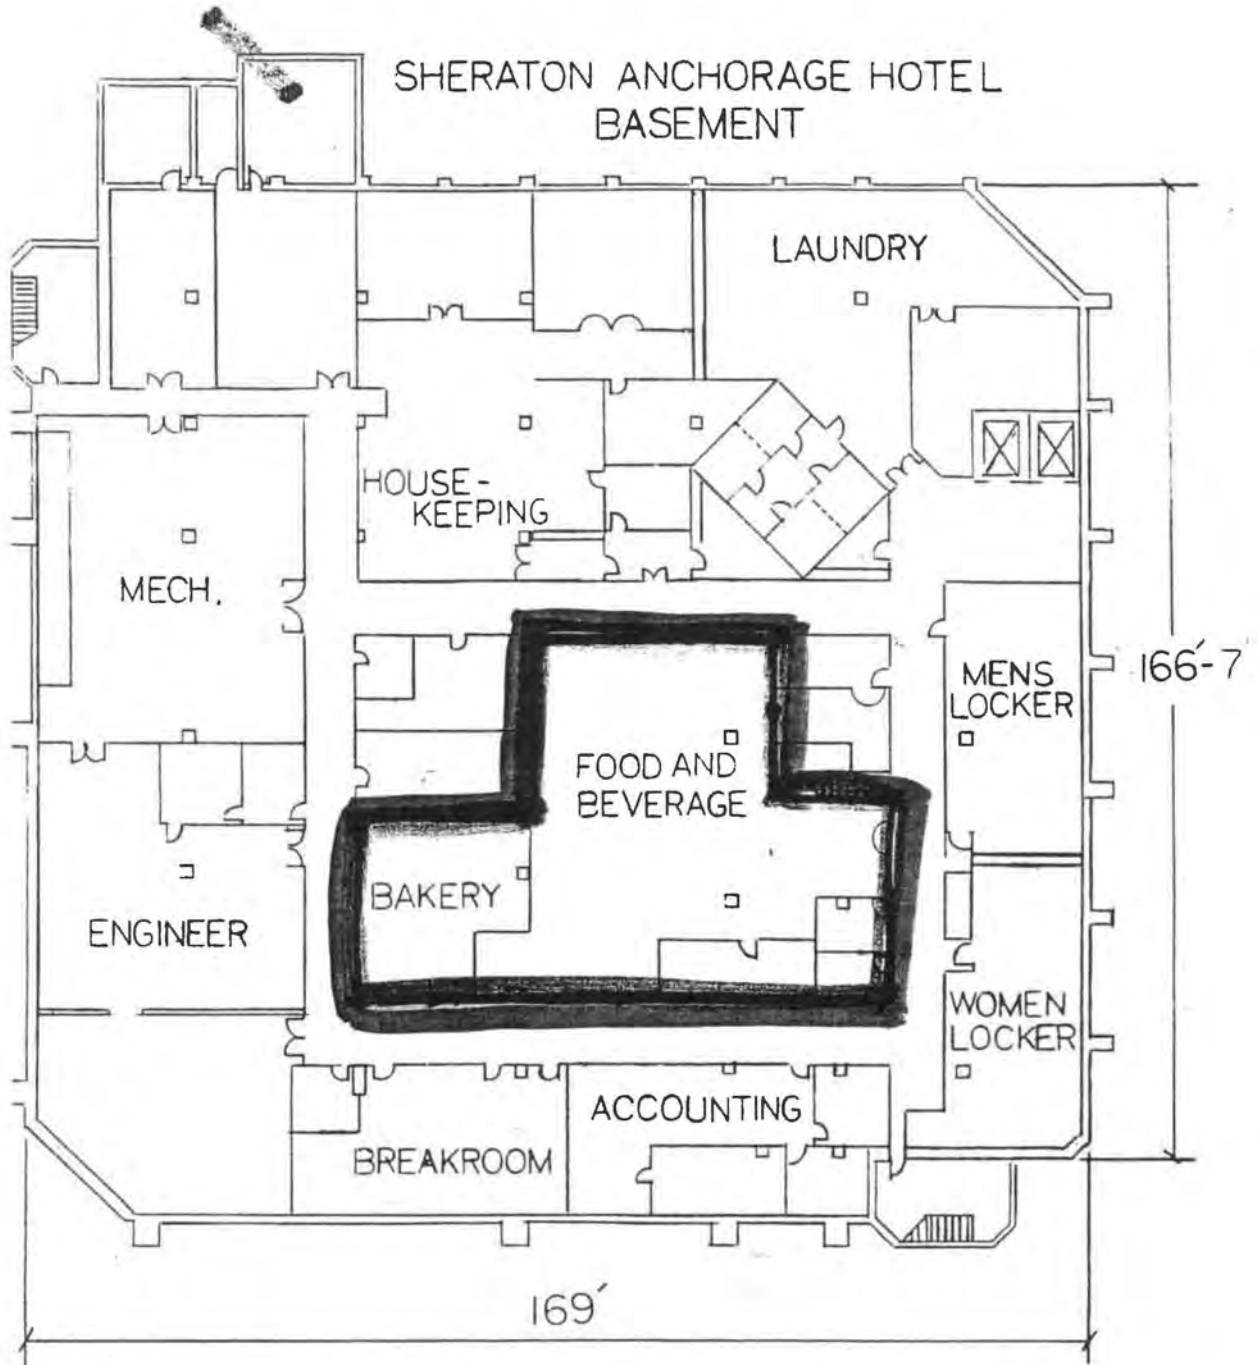 SHERATON ANCHORAGE HOTEL
BASEMENT
LAUNDRY
HOUSE-
KEEPING
MECH.
MENS
LOCKER
166'-7
FOOD AND
BEVERAGE
BAKERY
ENGINEER
WOMEN
LOCKER
ACCOUNTING
BREAKROOM
169'